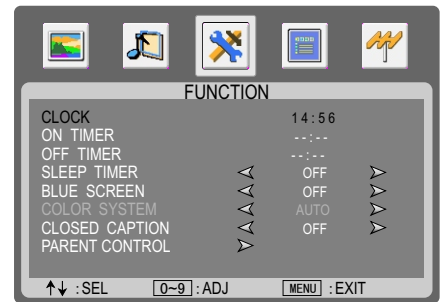 FUNCTION
CLOCK 14:56
ON TIMER --:--
OFF TIMER --:--
SLEEP TIMER OFF
BLUE SCREEN OFF
COLOR SYSTEM AUTO
CLOSED CAPTION OFF
PARENT CONTROL
:SEL 0~9 :ADJ MENU :EXIT